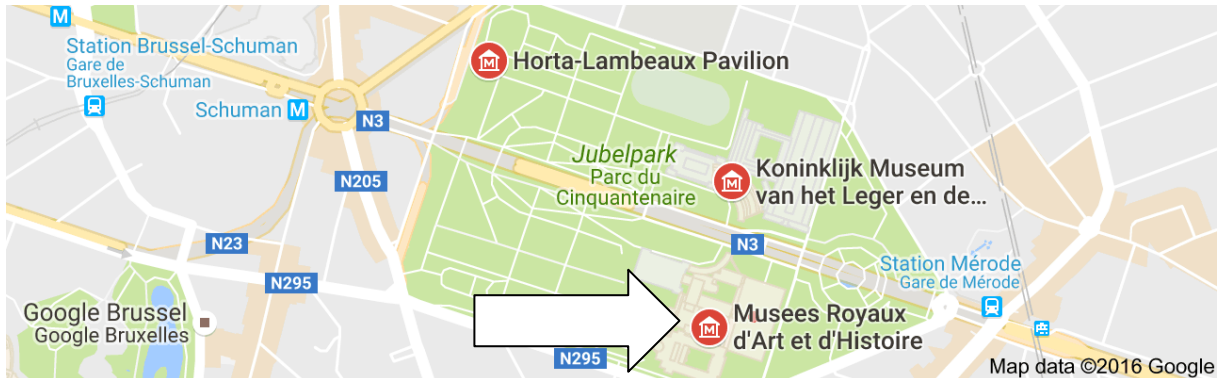 M
Station Brussel-Schuman
Gare de
Bruxelles-Schuman
Schuman M
N3
N205
N23
N295
Google Brussel
Google Bruxelles
Horta-Lambeaux Pavilion
Jubelpark
Parc du
Cinquantenaire
Koninklijk Museum
van het Leger en de...
N3
Station Mérode
Gare de Mérode
Musees Royaux
d'Art et d'Histoire
N295
Map data ©2016 Google